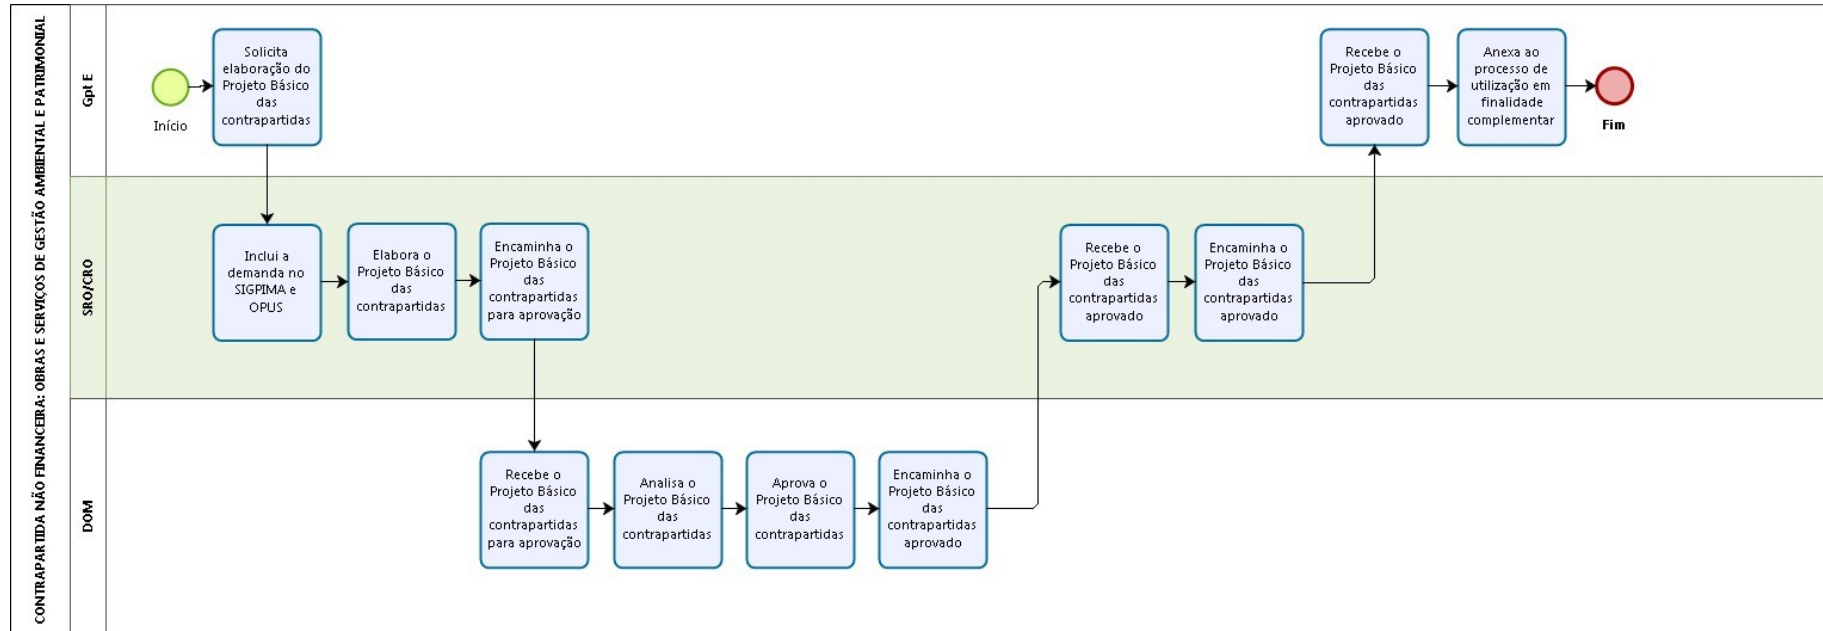 CONTRAPARTIDA NÃO FINANCEIRA: OBRAS E SERVIÇOS DE GESTÃO AMBIENTAL E PATRIMONIAL
Gpt E
Início
Solicita
elaboração do
Projeto Básico
das
contrapartidas
Recebe o
Projeto Básico
das
contrapartidas
aprovado
Anexa ao
processo de
utilização em
finalidade
complementar
Fim
SRO/CRO
Inclui a
demanda no
SIGPIMA e
OPUS
Elabora o
Projeto Básico
das
contrapartidas
Encaminha o
Projeto Básico
das
contrapartidas
para aprovação
Recebe o
Projeto Básico
das
contrapartidas
aprovado
Encaminha o
Projeto Básico
das
contrapartidas
aprovado
DOM
Recebe o
Projeto Básico
das
contrapartidas
para aprovação
Analisa o
Projeto Básico
das
contrapartidas
Aprova o
Projeto Básico
das
contrapartidas
Encaminha o
Projeto Básico
das
contrapartidas
aprovado